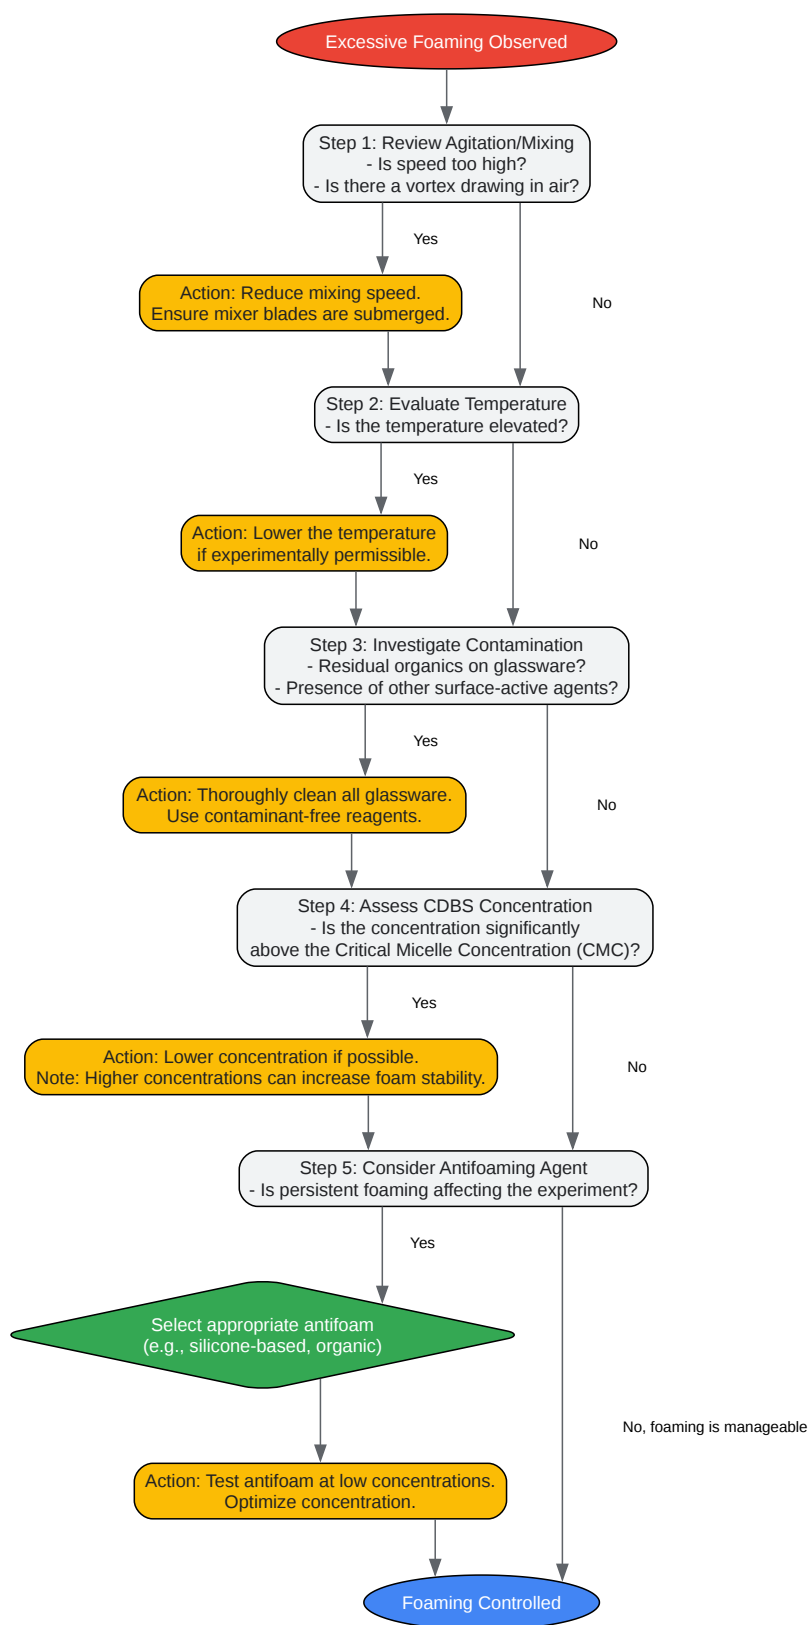 Excessive Foaming Observed
Step 1: Review Agitation/Mixing
- Is speed too high?
- Is there a vortex drawing in air?
Yes
Action: Reduce mixing speed.
Ensure mixer blades are submerged.
No
Step 2: Evaluate Temperature
- Is the temperature elevated?
Yes
Action: Lower the temperature
if experimentally permissible.
No
Step 3: Investigate Contamination
- Residual organics on glassware?
- Presence of other surface-active agents?
Yes
Action: Thoroughly clean all glassware.
Use contaminant-free reagents.
No
Step 4: Assess CDBS Concentration
- Is the concentration significantly
above the Critical Micelle Concentration (CMC)?
Yes
Action: Lower concentration if possible.
Note: Higher concentrations can increase foam stability.
No
Step 5: Consider Antifoaming Agent
- Is persistent foaming affecting the experiment?
Yes
Select appropriate antifoam
(e.g., silicone-based, organic)
No, foaming is manageable
Action: Test antifoam at low concentrations.
Optimize concentration.
Foaming Controlled